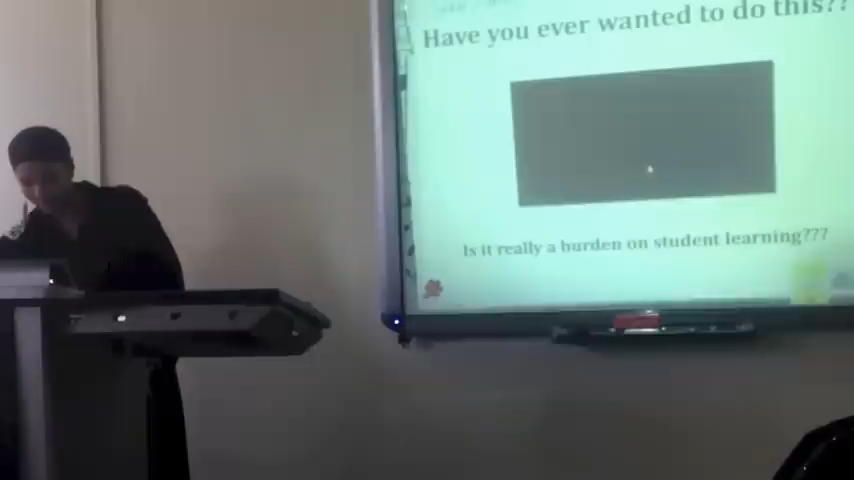 Have you ever wanted to do this??
Is it really a burden on student learning???